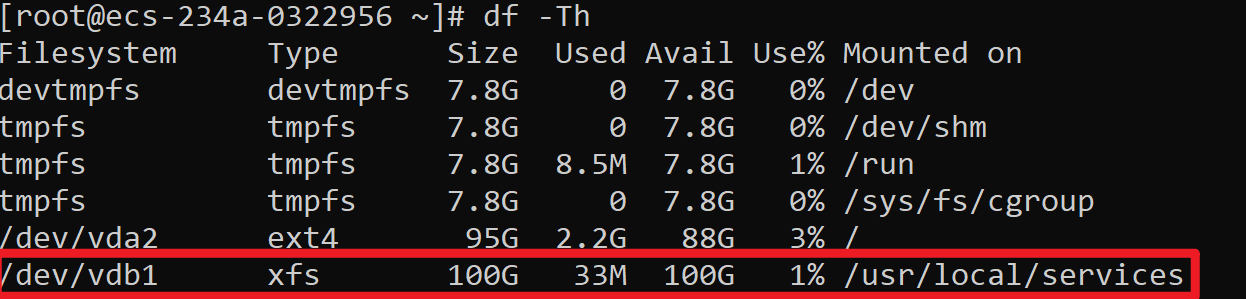 [root@ecs-234a-0322956 ~]# df -Th
Filesystem     Type      Size  Used Avail Use% Mounted on
devtmpfs       devtmpfs  7.8G     0  7.8G   0% /dev
tmpfs          tmpfs     7.8G     0  7.8G   0% /dev/shm
tmpfs          tmpfs     7.8G  8.5M  7.8G   1% /run
tmpfs          tmpfs     7.8G     0  7.8G   0% /sys/fs/cgroup
/dev/vda2      ext4       95G  2.2G   88G   3% /
/dev/vdb1      xfs       100G   33M  100G   1% /usr/local/services